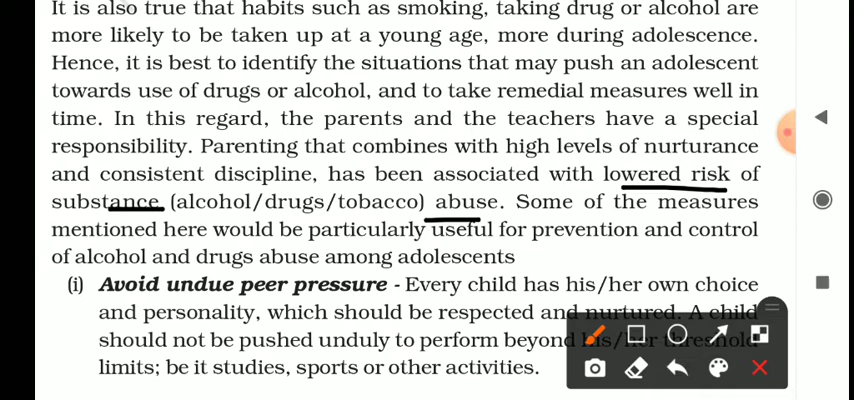 It is also true that habits such as smoking, taking drug or alcohol are
more likely to be taken up at a young age, more during adolescence.
Hence, it is best to identify the situations that may push an adolescent
towards use of drugs or alcohol, and to take remedial measures well in
time. In this regard, the parents and the teachers have a special
responsibility. Parenting that combines with high levels of nurturance
and consistent discipline, has been associated with lowered risk of
substance (alcohol/drugs/tobacco) abuse. Some of the measures
mentioned here would be particularly useful for prevention and control
of alcohol and drugs abuse among adolescents
(i) Avoid undue peer pressure - Every child has his/her own choice
and personality, which should be respected and nurtured. A child
should not be pushed unduly to perform beyond his/her threshold
limits; be it studies, sports or other activities.